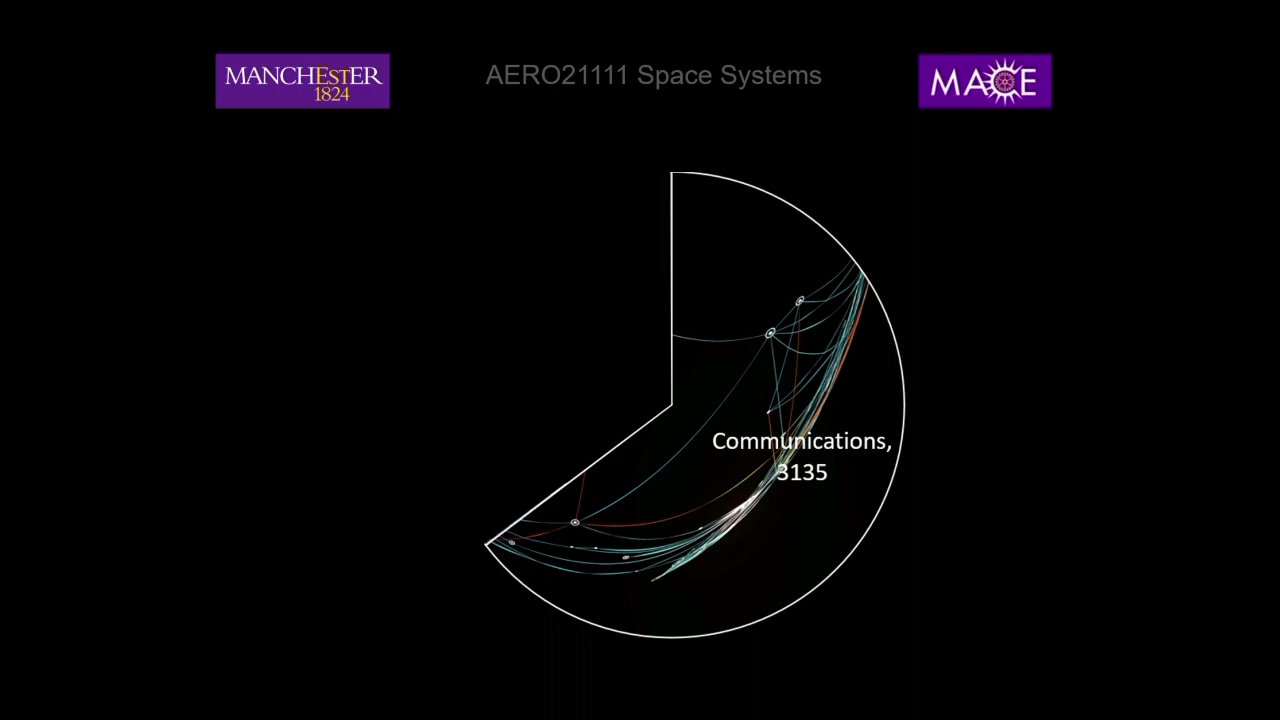 MANCHESTER
1824
AERO21111 Space Systems
MACE
Communications,
3135